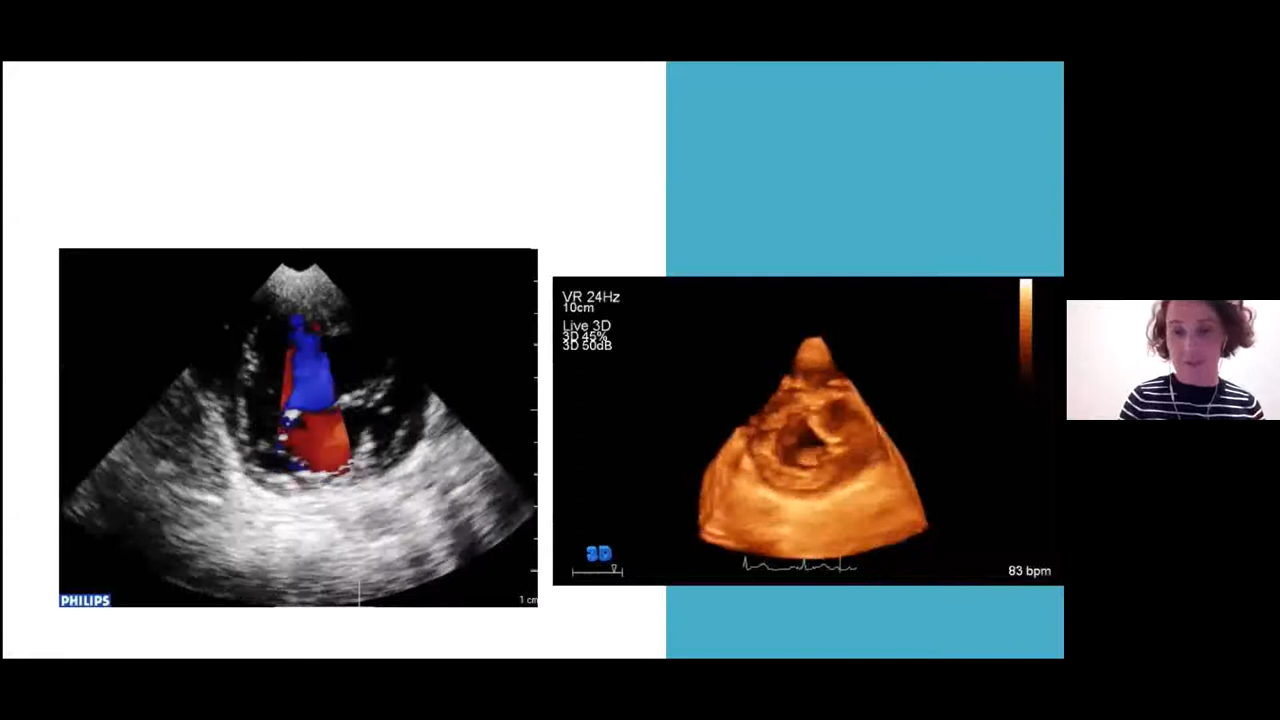 PHILIPS
1 cm
VR 24Hz
10cm
Live 3D
3D 45%
3D 50dB
3D
83 bpm